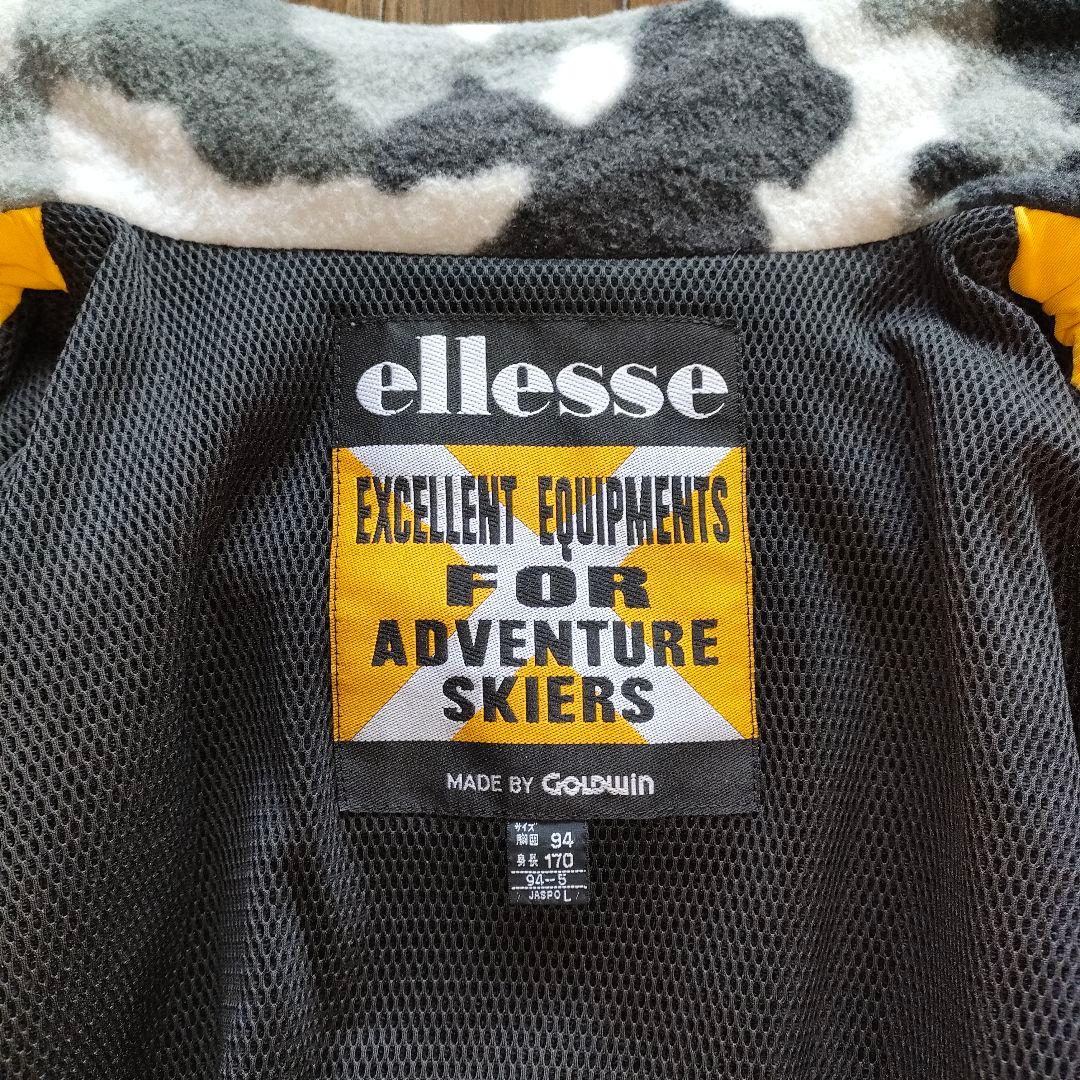 ellesse
EXCELLENT EQUIPMENTS
FOR
ADVENTURE
SKIERS
MADE BY GOLDWIN
サイズ
胸囲 94
身長 170
94-5
JASPO L